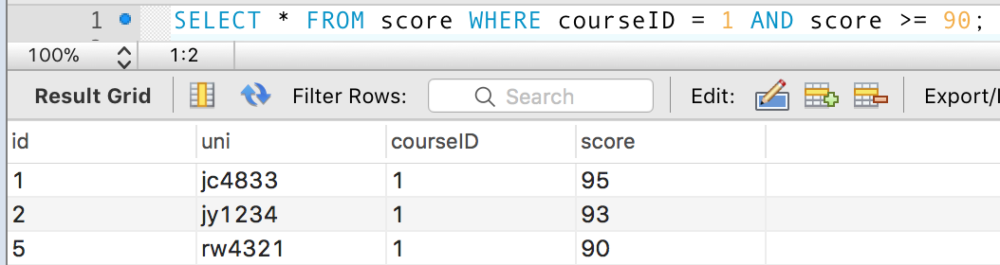 1 SELECT * FROM score WHERE courseID = 1 AND score >= 90;
100% 1:2
Result Grid Filter Rows: Search Edit: Export/
id uni courseID score
1 jc4833 1 95
2 jy1234 1 93
5 rw4321 1 90